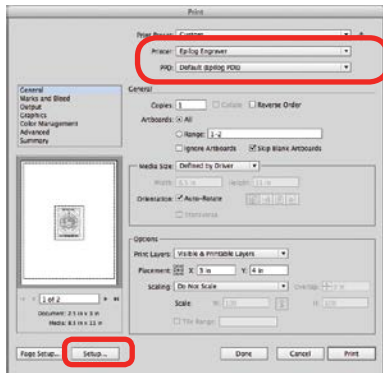 Print
Print Preset: Custom
Printer: Epilog Engraver
PPD: Default (Epilog PDE)
General
Marks and Bleed
Output
Graphics
Color Management
Advanced
Summary
General
Copies: 1 Collate Reverse Order
Artboards: All
Range: 1-2
Ignore Artboards Skip Blank Artboards
Media Size: Defined by Driver
Width: 8.5 in Height: 11 in
Orientation: Auto-Rotate
Transverse
Options
Print Layers: Visible & Printable Layers
Placement: X: 3 in Y: 4 in
Scaling: Do Not Scale Overlap:
Scale: W: 100 H: 100
Tile Range:
1 of 2
Document: 2.5 in x 3 in
Media: 8.5 in x 11 in
Page Setup... Setup... Done Cancel Print